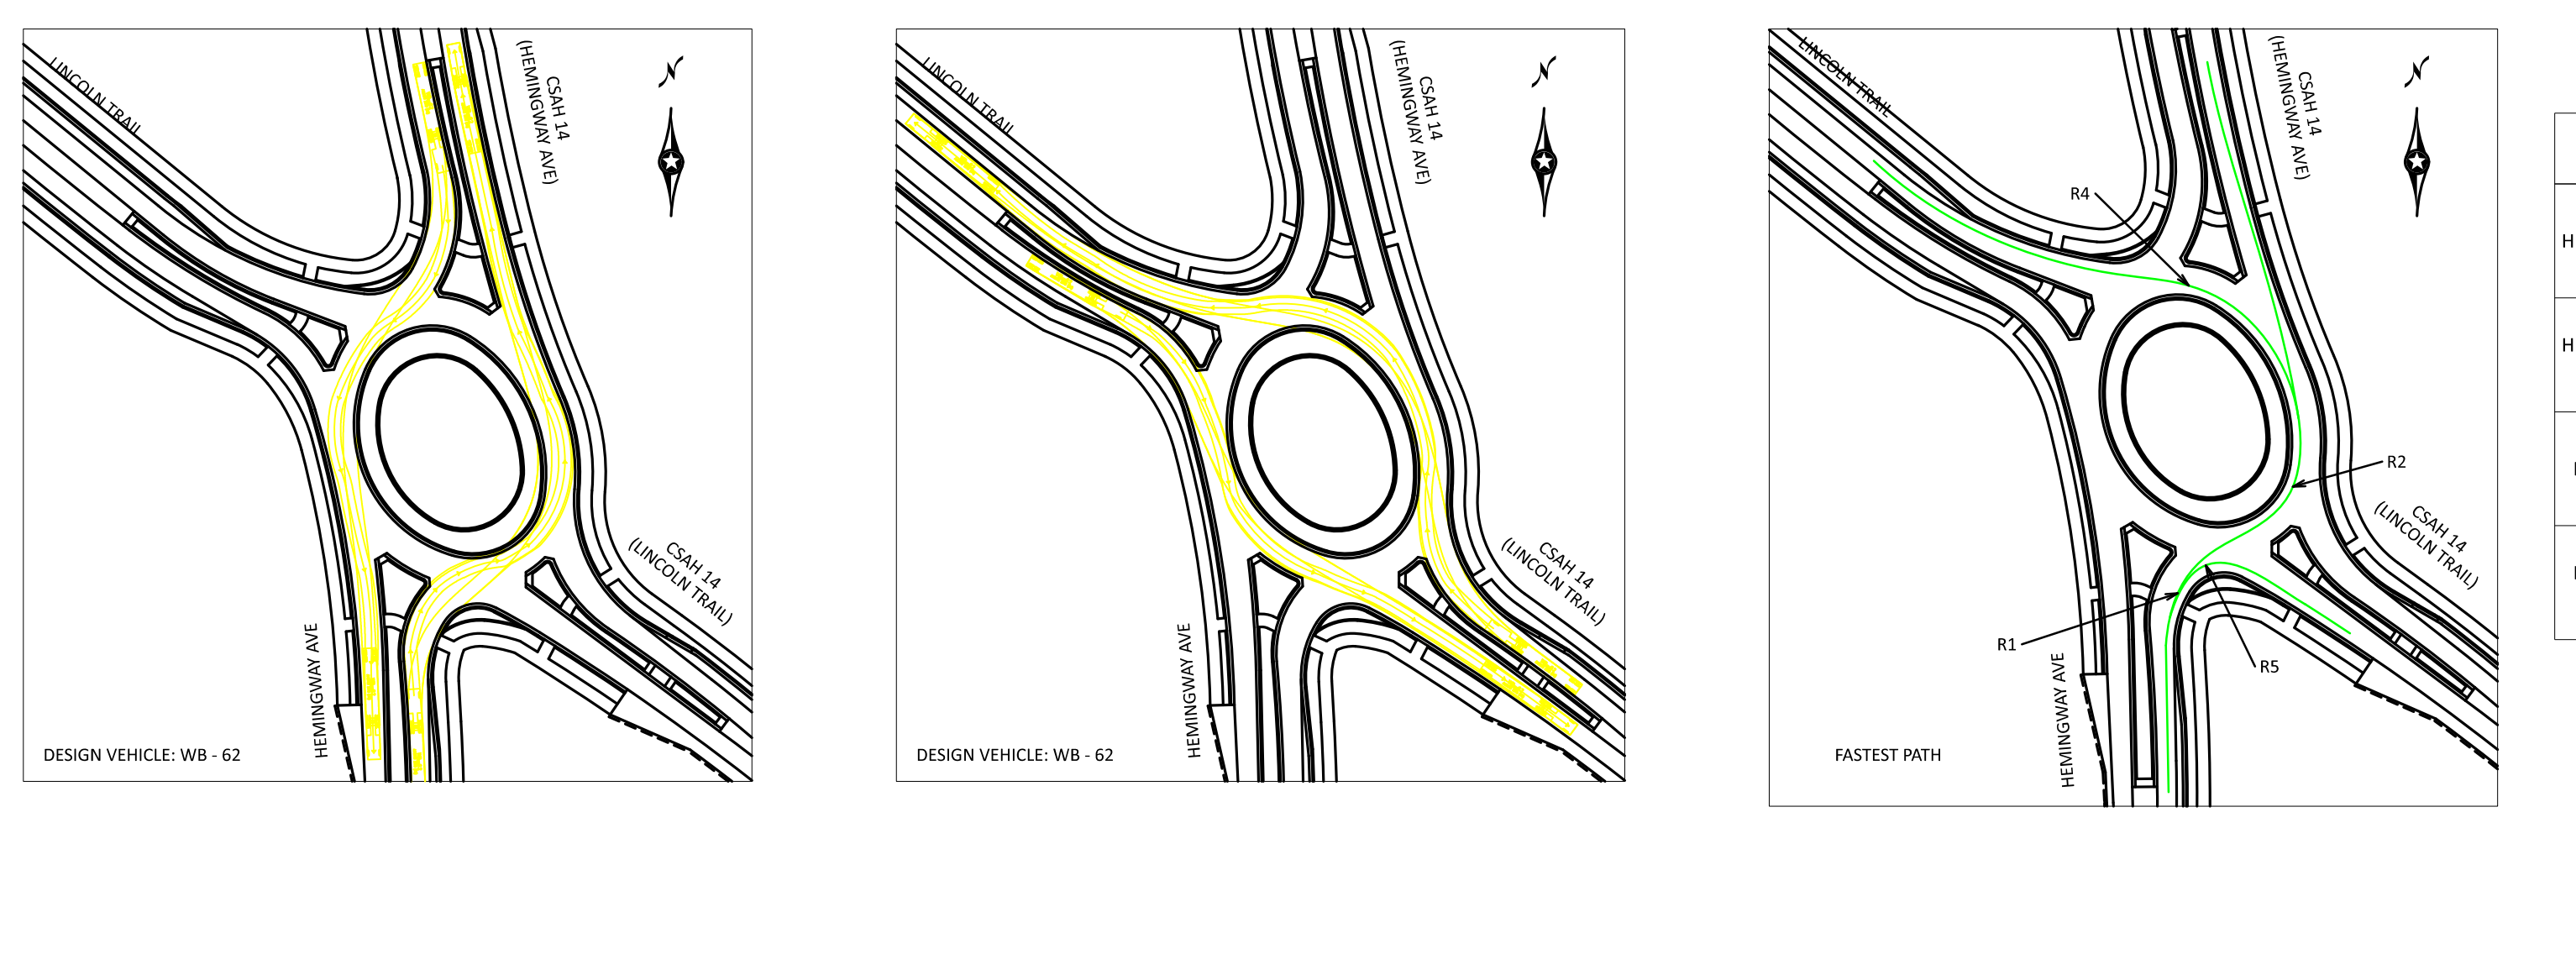 LINCOLN TRAIL
CSAH 14
(HEMINGWAY AVE)
N
CSAH 14
(LINCOLN TRAIL)
HEMINGWAY AVE
DESIGN VEHICLE: WB - 62
LINCOLN TRAIL
CSAH 14
(HEMINGWAY AVE)
N
CSAH 14
(LINCOLN TRAIL)
HEMINGWAY AVE
DESIGN VEHICLE: WB - 62
LINCOLN TRAIL
CSAH 14
(HEMINGWAY AVE)
N
R4
R2
CSAH 14
(LINCOLN TRAIL)
R1
R5
HEMINGWAY AVE
FASTEST PATH
H
H